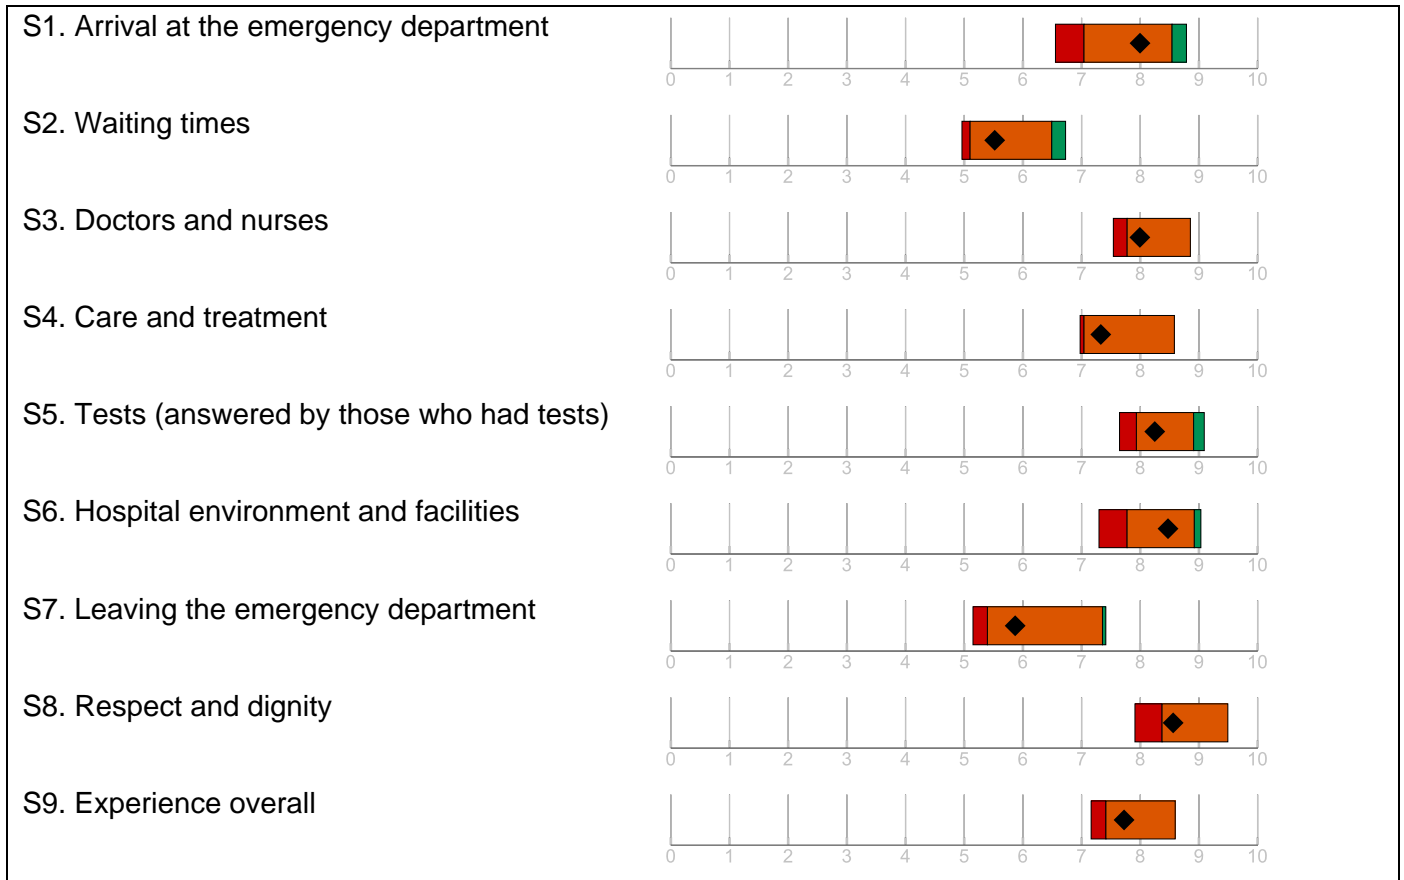 S1. Arrival at the emergency department
0 1 2 3 4 5 6 7 8 9 10
S2. Waiting times
0 1 2 3 4 5 6 7 8 9 10
S3. Doctors and nurses
0 1 2 3 4 5 6 7 8 9 10
S4. Care and treatment
0 1 2 3 4 5 6 7 8 9 10
S5. Tests (answered by those who had tests)
0 1 2 3 4 5 6 7 8 9 10
S6. Hospital environment and facilities
0 1 2 3 4 5 6 7 8 9 10
S7. Leaving the emergency department
0 1 2 3 4 5 6 7 8 9 10
S8. Respect and dignity
0 1 2 3 4 5 6 7 8 9 10
S9. Experience overall
0 1 2 3 4 5 6 7 8 9 10